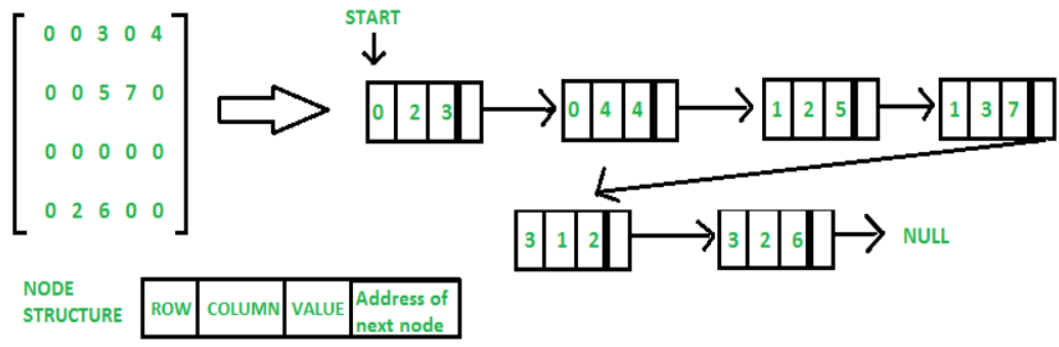 START
0 0 3 0 4
0 0 5 7 0
0 0 0 0 0
0 2 6 0 0
0 2 3
0 4 4
1 2 5
1 3 7
3 1 2
3 2 6
NULL
NODE
STRUCTURE
ROW COLUMN VALUE Address of
next node